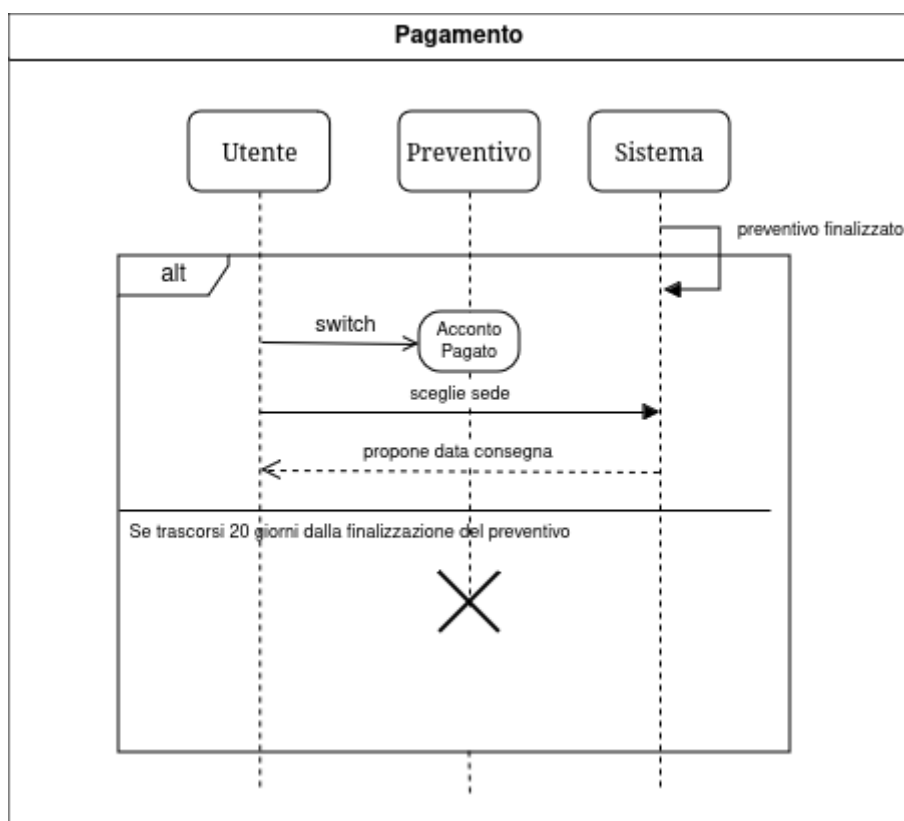 Pagamento
Utente
Preventivo
Sistema
preventivo finalizzato
alt
switch
Acconto
Pagato
sceglie sede
propone data consegna
Se trascorsi 20 giorni dalla finalizzazione del preventivo